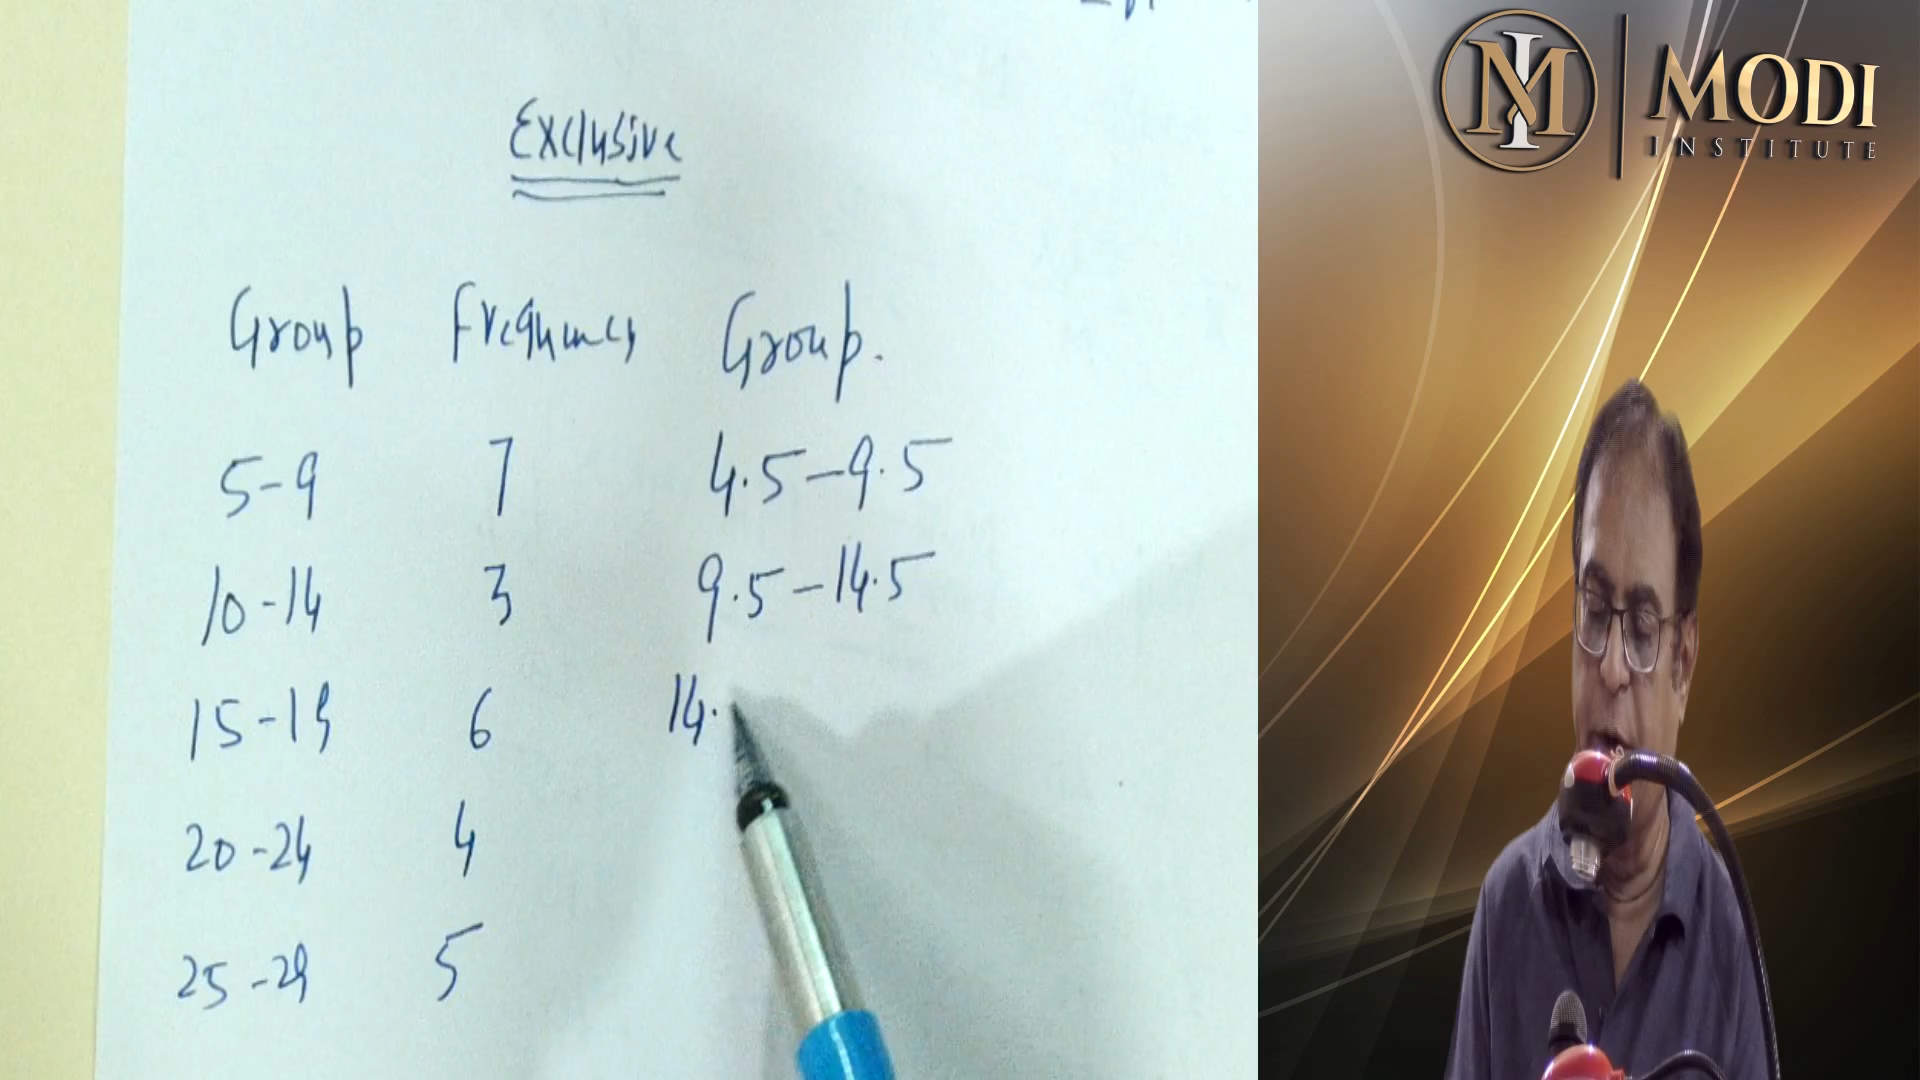 MODI
INSTITUTE
Exclusive
Group Frequency Group.
5-9 7 4.5-9.5
10-14 3 9.5-14.5
15-19 6 14.
20-24 4
25-29 5